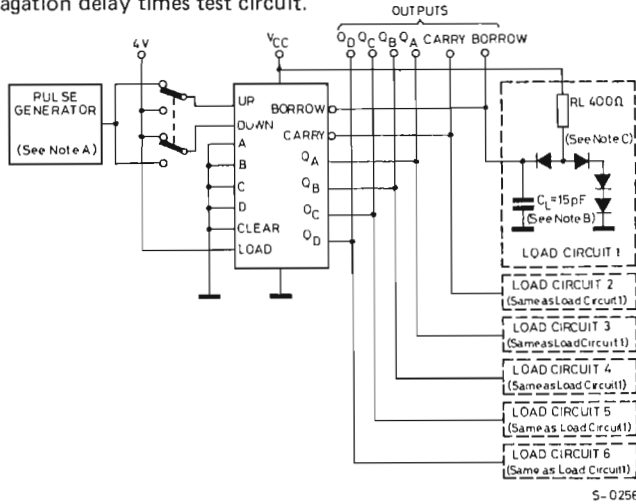 agation delay times test circuit.
OUTPUTS
4V
VCC
QD QC QB QA CARRY BORROW
PULSE
GENERATOR
(See Note A)
UP
DOWN
A
B
C
D
CLEAR
LOAD
BORROW
CARRY
QA
QB
QC
QD
RL 400Ω
(See Note C)
CL=15pF
(See Note B)
LOAD CIRCUIT 1
LOAD CIRCUIT 2
(Same as Load Circuit 1)
LOAD CIRCUIT 3
(Same as Load Circuit 1)
LOAD CIRCUIT 4
(Same as Load Circuit 1)
LOAD CIRCUIT 5
(Same as Load Circuit 1)
LOAD CIRCUIT 6
(Same as Load Circuit 1)
S-0256